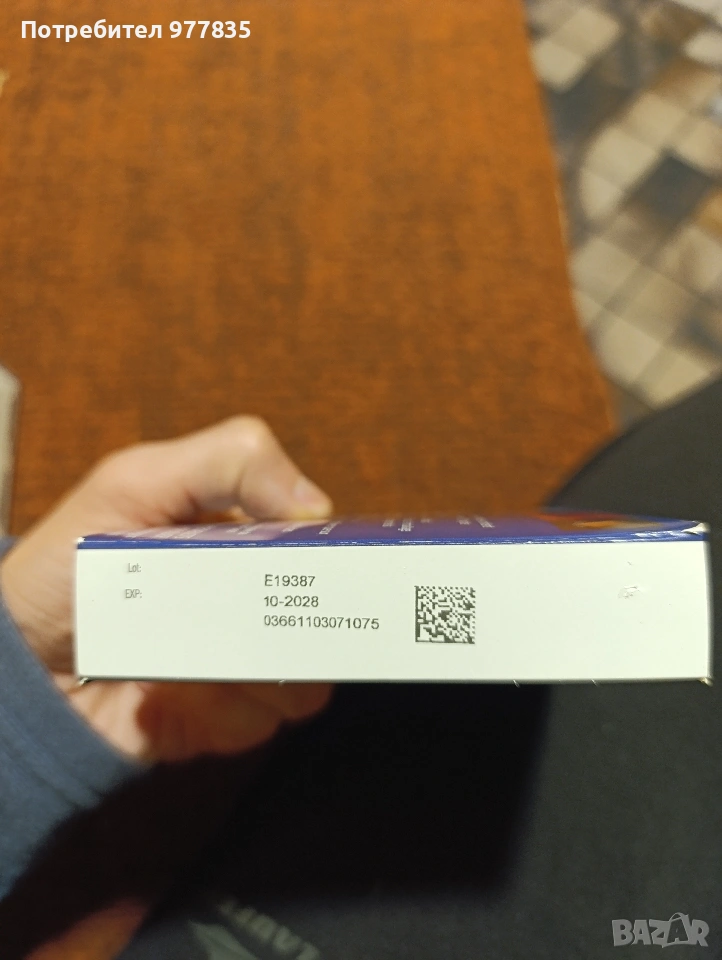 Потребител 977835
Lot:
E19387
EXP:
10-2028
03661103071075
BAZAR